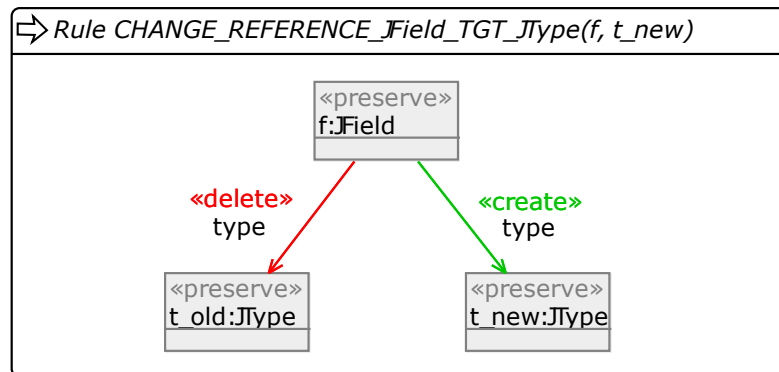 Rule CHANGE_REFERENCE_JField_TGT_JType(f, t_new)
«preserve»
f:JField
«delete»
type
«create»
type
«preserve»
t_old:JType
«preserve»
t_new:JType